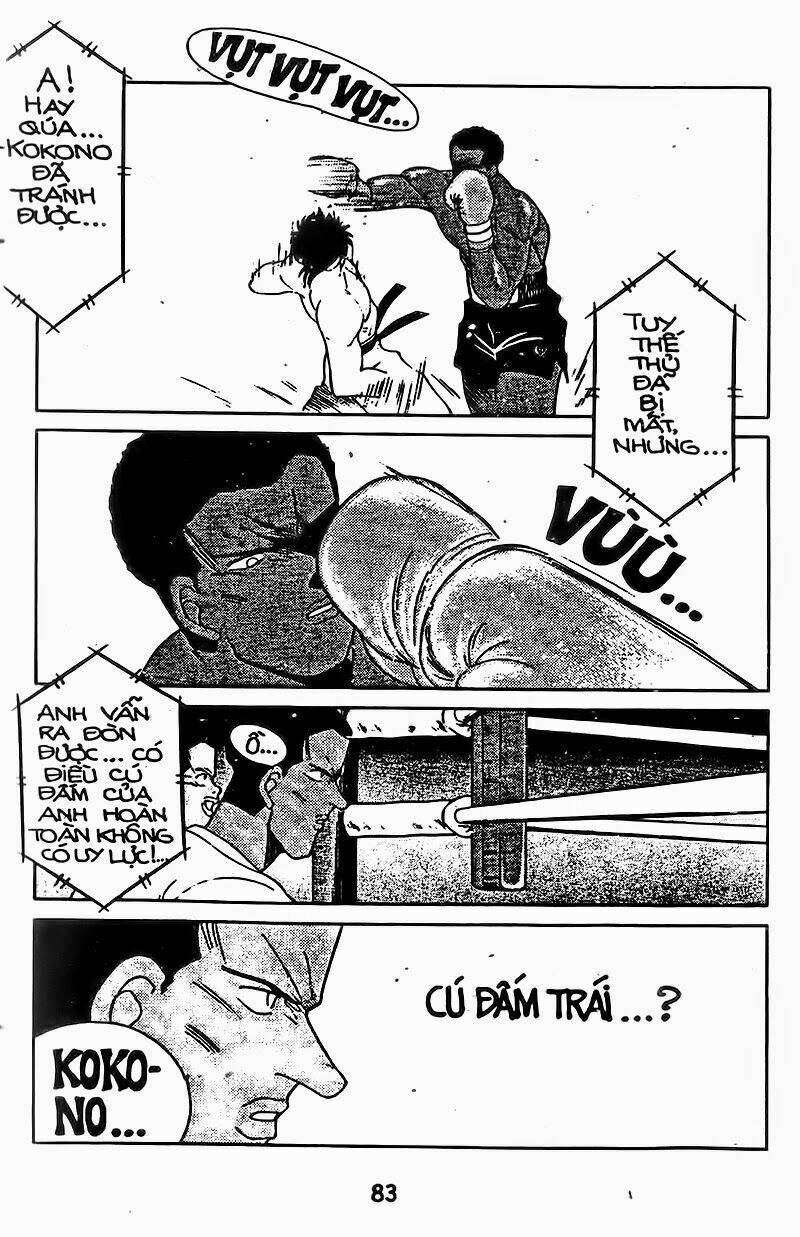 VỤT VỤT VỤT...
A!
HAY
QÚA...
KOKONO
ĐÃ
TRÁNH
ĐƯỢC...
TUY
THẾ
THỦ
ĐÃ
BỊ
MẤT,
NHƯNG...
VÙÙ...
ANH VẪN
RA ĐÒN
ĐƯỢC... CÓ
ĐIỀU CÚ
ĐẤM CỦA
ANH HOÀN
TOÀN KHÔNG
CÓ UY LỰC!...
Ồ...
CÚ ĐẤM TRÁI...?
KOKO-
NO...
83